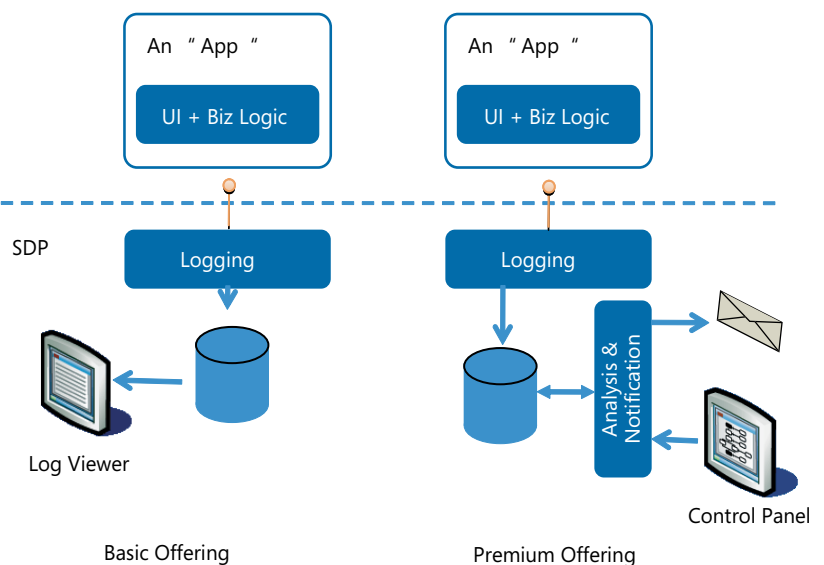 An “ App “
UI + Biz Logic
An “ App “
UI + Biz Logic
SDP
Logging
Logging
Analysis &
Notification
Log Viewer
Control Panel
Basic Offering
Premium Offering